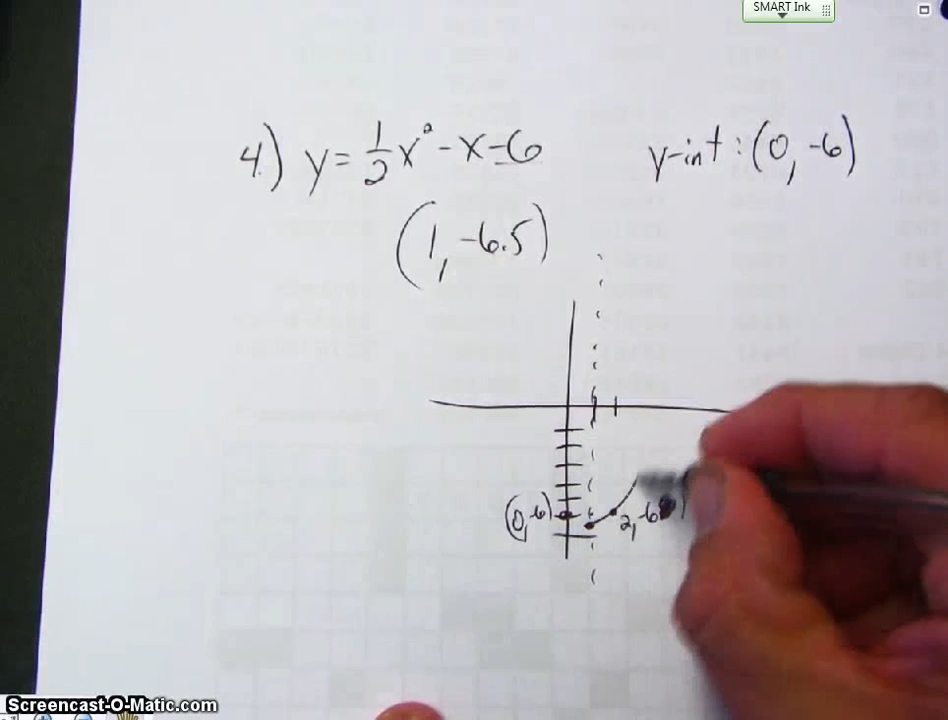 SMART Ink
4.) y = 1/2 x² - x - 6
y-int : (0, -6)
(1, -6.5)
(0, -6)
2, -6
Screencast-O-Matic.com